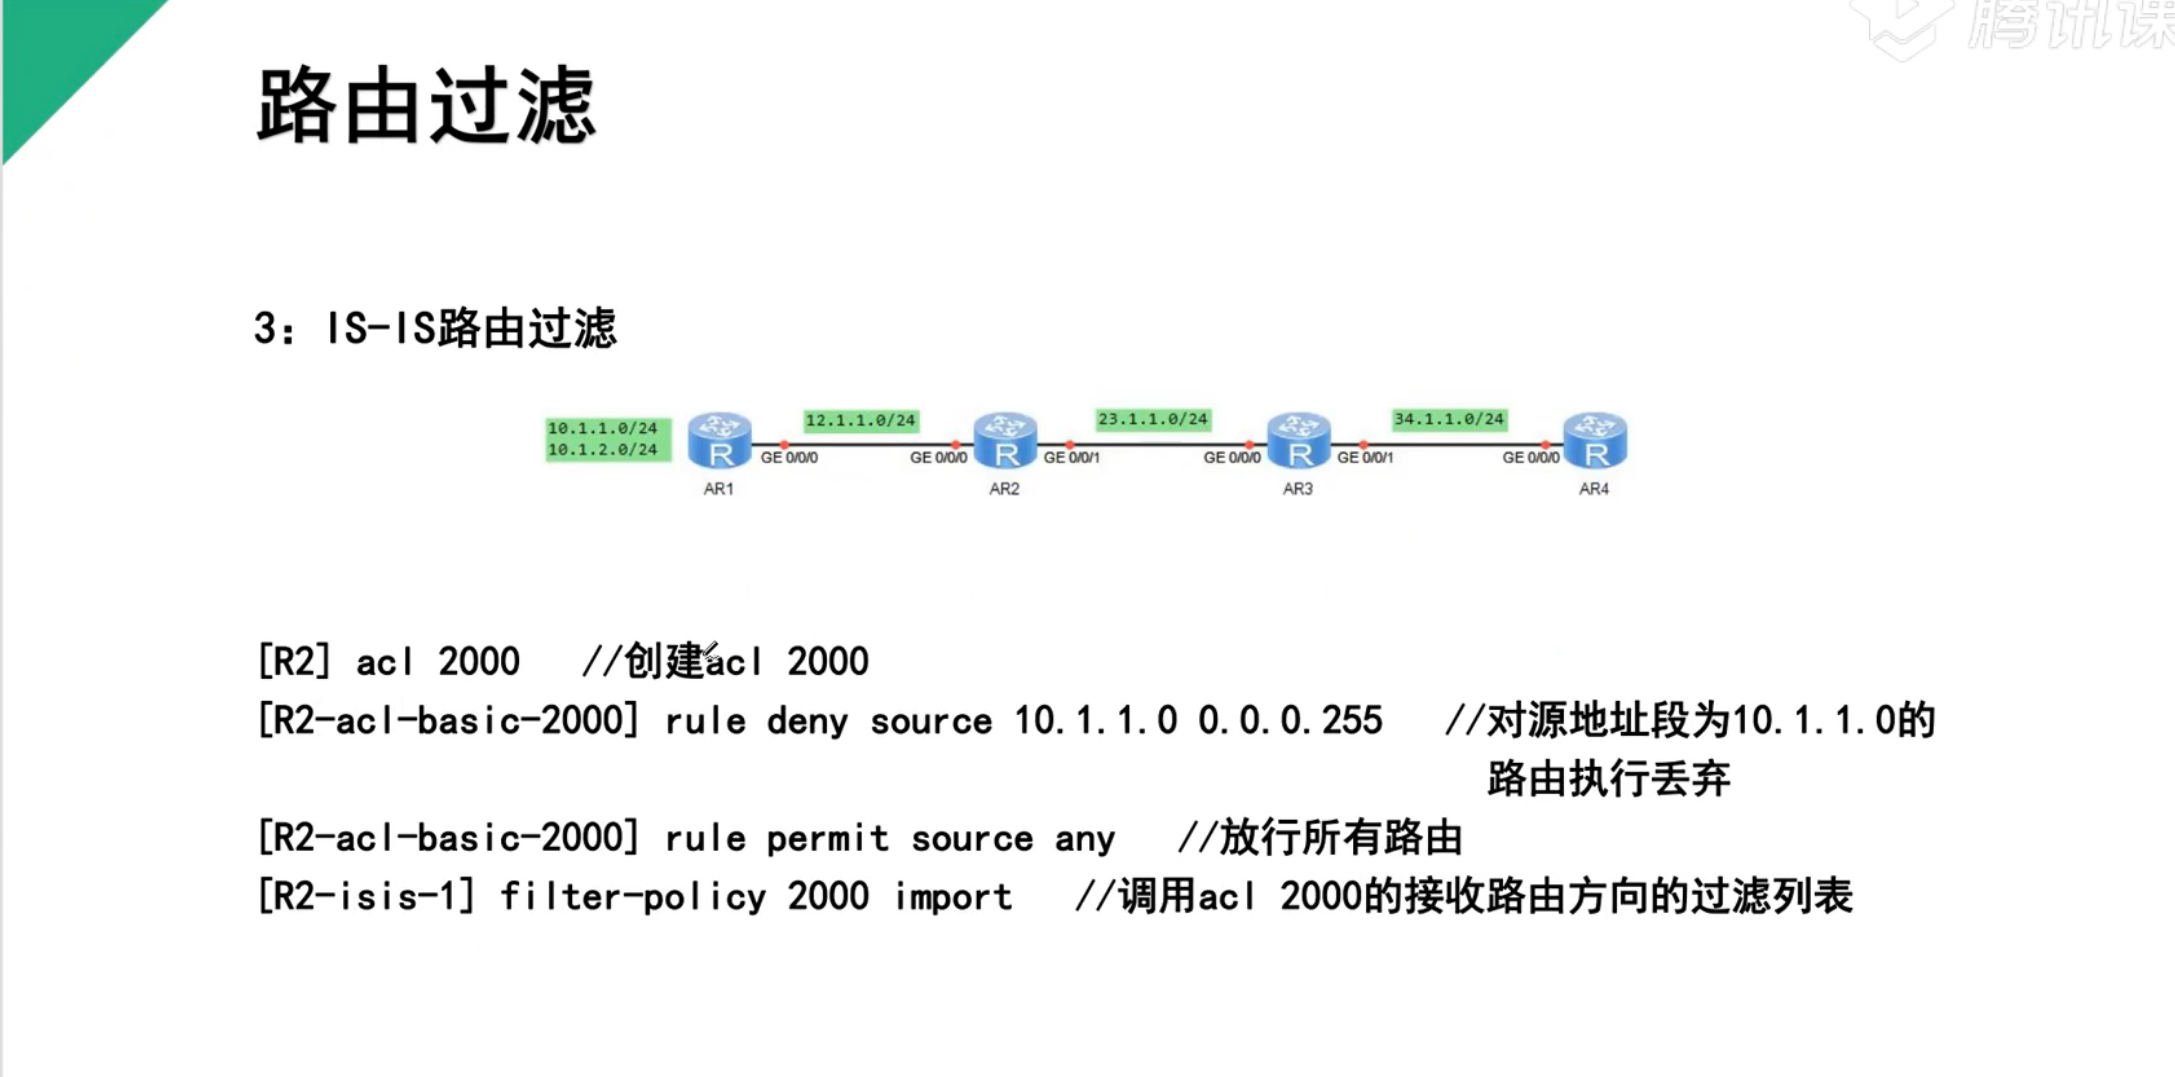 腾讯课
路由过滤
3：IS-IS路由过滤
10.1.1.0/24
10.1.2.0/24
12.1.1.0/24
23.1.1.0/24
34.1.1.0/24
R
R
R
R
GE 0/0/0
GE 0/0/0
GE 0/0/1
GE 0/0/0
GE 0/0/1
GE 0/0/0
AR1
AR2
AR3
AR4
[R2] acl 2000 //创建acl 2000
[R2-acl-basic-2000] rule deny source 10.1.1.0 0.0.0.255 //对源地址段为10.1.1.0的
路由执行丢弃
[R2-acl-basic-2000] rule permit source any //放行所有路由
[R2-isis-1] filter-policy 2000 import //调用acl 2000的接收路由方向的过滤列表